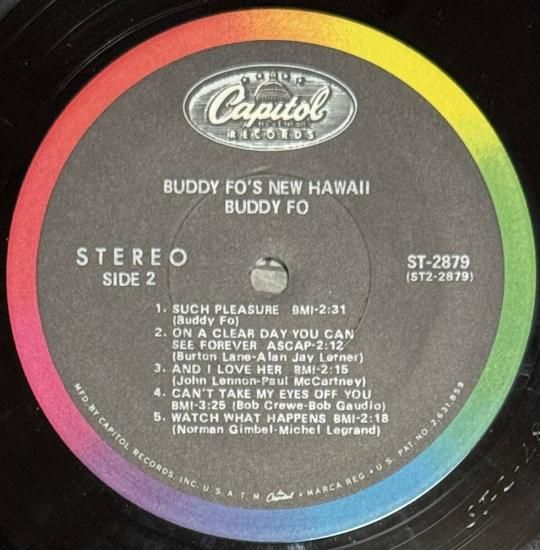 Capitol
RECORDS
BUDDY FO'S NEW HAWAII
BUDDY FO
STEREO
SIDE 2
ST-2879
(ST2-2879)
1. SUCH PLEASURE BMI-2:31
(Buddy Fo)
2. ON A CLEAR DAY YOU CAN
SEE FOREVER ASCAP-2:12
(Burton Lane-Alan Jay Lerner)
3. AND I LOVE HER BMI-2:15
(John Lennon-Paul McCartney)
4. CAN'T TAKE MY EYES OFF YOU
BMI-3:25 (Bob Crewe-Bob Gaudio)
5. WATCH WHAT HAPPENS BMI-2:18
(Norman Gimbel-Michel Legrand)
MFD. BY CAPITOL RECORDS, INC. U.S.A. T.M. Capitol • MARCA REG. • U.S. PAT. NO. 2,631,859